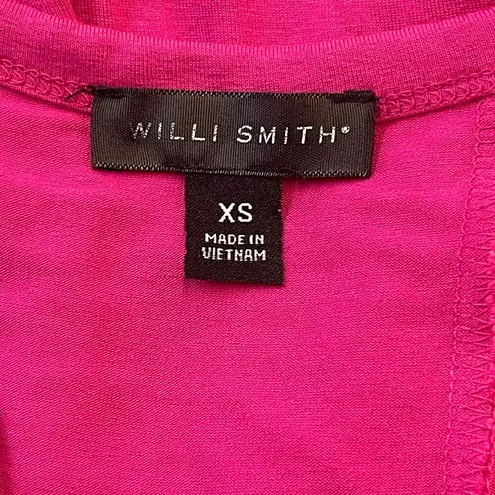 WILLI SMITH®
XS
MADE IN
VIETNAM